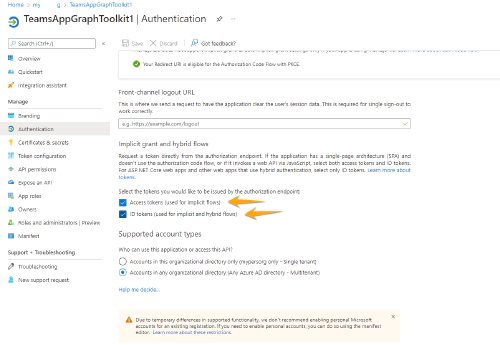 Home > my g > TeamsAppGraphToolkit1
TeamsAppGraphToolkit1 | Authentication
Search (Ctrl+/)
Save
Discard
Got feedback?
Overview
Quickstart
Integration assistant
Manage
Branding
Authentication
Certificates & secrets
Token configuration
API permissions
Expose an API
App roles
Owners
Roles and administrators | Preview
Manifest
Support + Troubleshooting
Troubleshooting
New support request
Your Redirect URI is eligible for the Authorization Code Flow with PKCE.
Front-channel logout URL
This is where we send a request to have the application clear the user's session data. This is required for single sign-out to
work correctly.
e.g. https://example.com/logout
Implicit grant and hybrid flows
Request a token directly from the authorization endpoint. If the application has a single-page architecture (SPA) and
doesn't use the authorization code flow, or if it invokes a web API via JavaScript, select both access tokens and ID tokens.
For ASP.NET Core web apps and other web apps that use hybrid authentication, select only ID tokens. Learn more about
tokens.
Select the tokens you would like to be issued by the authorization endpoint:
Access tokens (used for implicit flows)
ID tokens (used for implicit and hybrid flows)
Supported account types
Who can use this application or access this API?
Accounts in this organizational directory only (mypersorg only - Single tenant)
Accounts in any organizational directory (Any Azure AD directory - Multitenant)
Help me decide...
Due to temporary differences in supported functionality, we don't recommend enabling personal Microsoft
accounts for an existing registration. If you need to enable personal accounts, you can do so using the manifest
editor. Learn more about these restrictions.